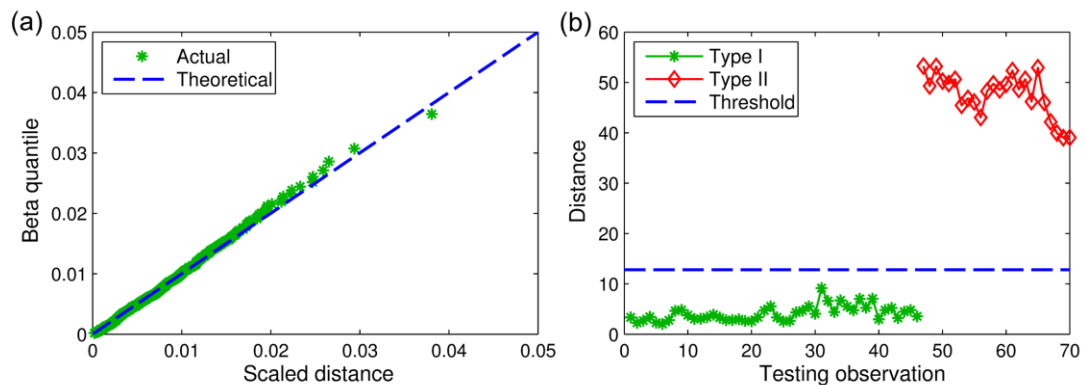 (a)
0.05
0.04
0.03
0.02
0.01
0
Beta quantile
Actual
Theoretical
0
0.01
0.02
0.03
0.04
0.05
Scaled distance
(b)
60
50
40
30
20
10
0
Distance
Type I
Type II
Threshold
0
10
20
30
40
50
60
70
Testing observation